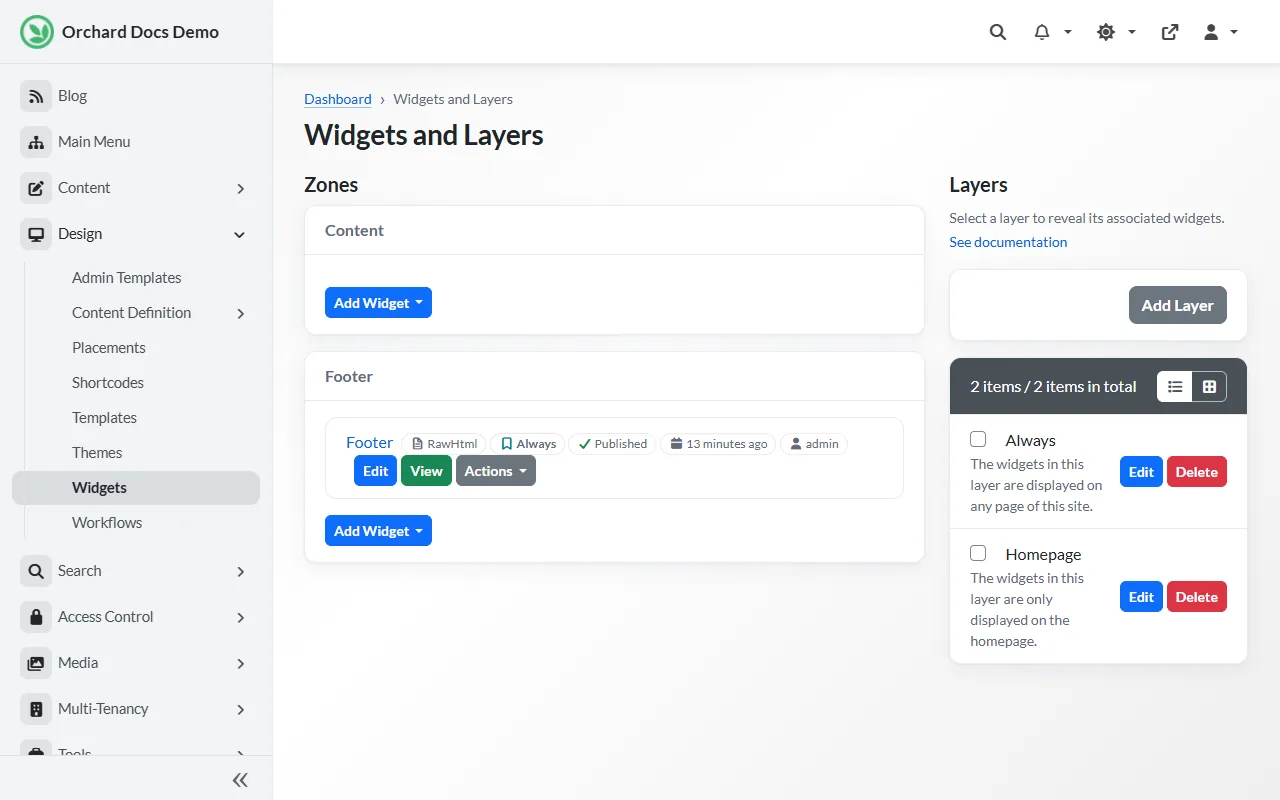 Orchard Docs Demo
Blog
Main Menu
Content
Design
Admin Templates
Content Definition
Placements
Shortcodes
Templates
Themes
Widgets
Workflows
Search
Access Control
Media
Multi-Tenancy
Tools
Dashboard › Widgets and Layers
Widgets and Layers
Zones
Content
Add Widget
Footer
Footer RawHtml Always Published 13 minutes ago admin
Edit View Actions
Add Widget
Layers
Select a layer to reveal its associated widgets.
See documentation
Add Layer
2 items / 2 items in total
Always
The widgets in this
layer are displayed on
any page of this site.
Edit Delete
Homepage
The widgets in this
layer are only
displayed on the
homepage.
Edit Delete